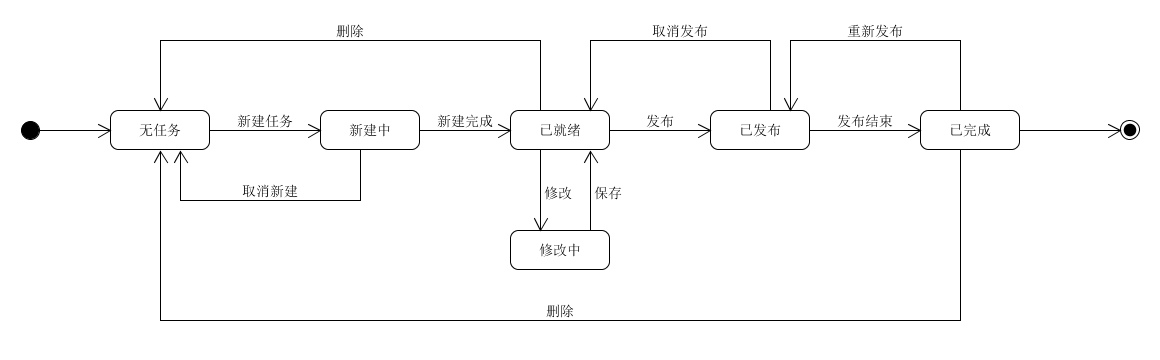 删除
取消发布
重新发布
无任务
新建任务
新建中
新建完成
已就绪
发布
已发布
发布结束
已完成
取消新建
修改
保存
修改中
删除